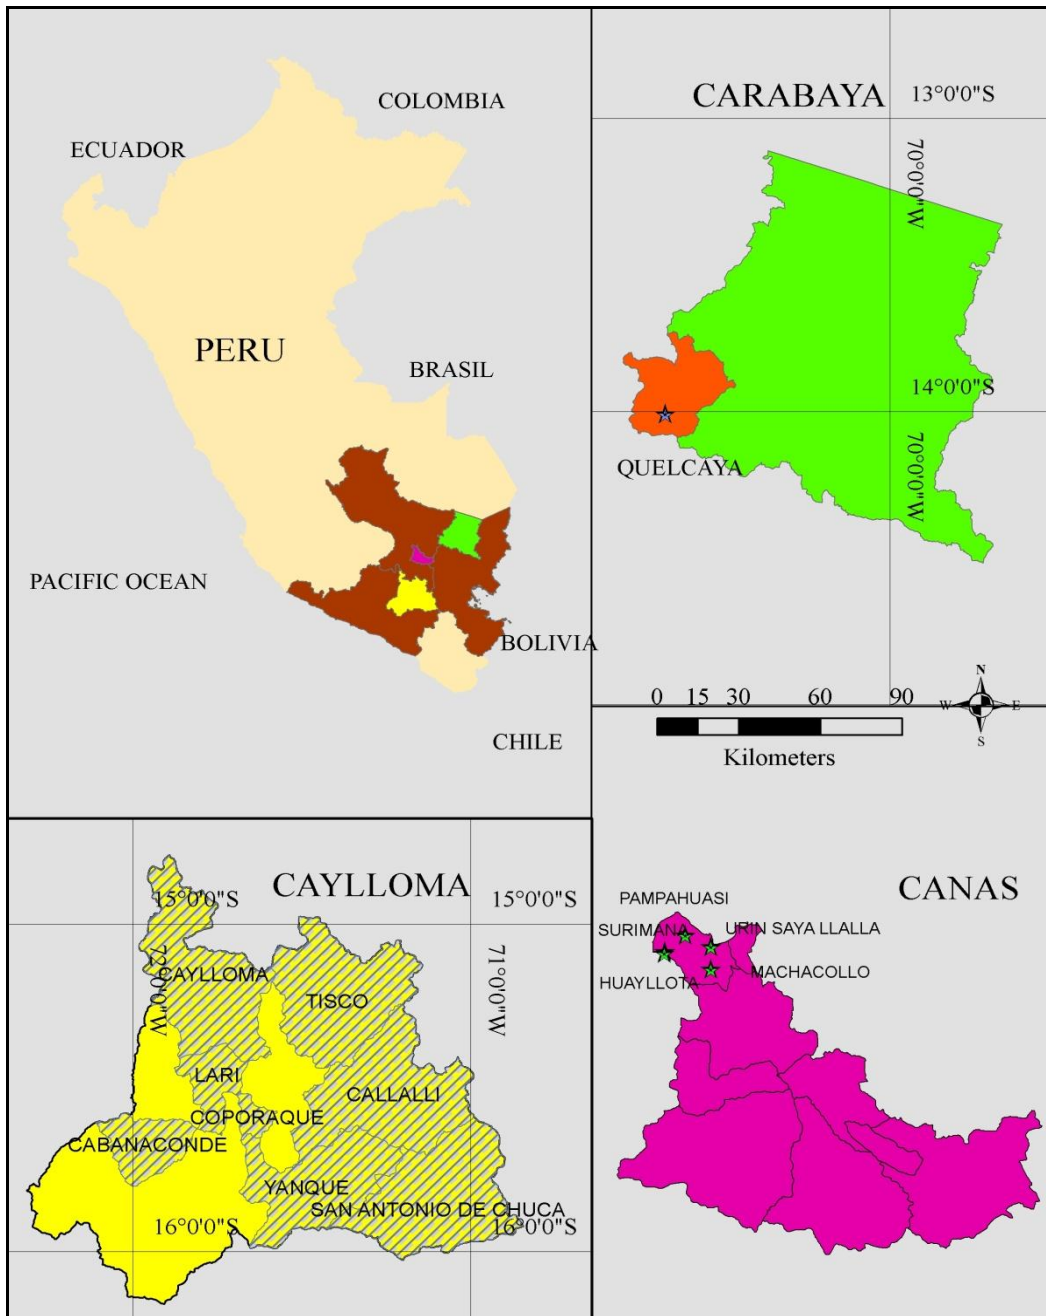 COLOMBIA
ECUADOR
PERU
BRASIL
PACIFIC OCEAN
BOLIVIA
CHILE
CARABAYA
13°0'0"S
70°0'0"W
14°0'0"S
QUELCAYA
70°0'0"W
0 15 30 60 90
Kilometers
N
W
E
S
CAYLLOMA
15°0'0"S
15°0'0"S
72°0'0"W
71°0'0"W
CAYLLOMA
TISCO
LARI
CALLALLI
COPORAQUE
CABANACONDE
YANQUE
SAN ANTONIO DE CHUCA
16°0'0"S
16°0'0"S
CANAS
PAMPAHUASI
SURIMANA
URIN SAYA LLALLA
HUAYLLOTA
MACHACOLLO